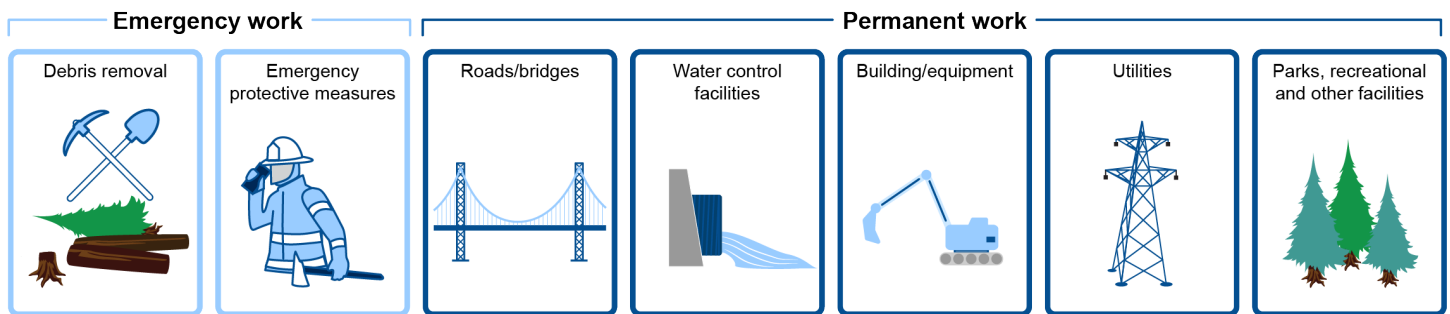 Emergency work
Permanent work
Debris removal
Emergency
protective measures
Roads/bridges
Water control
facilities
Building/equipment
Utilities
Parks, recreational
and other facilities